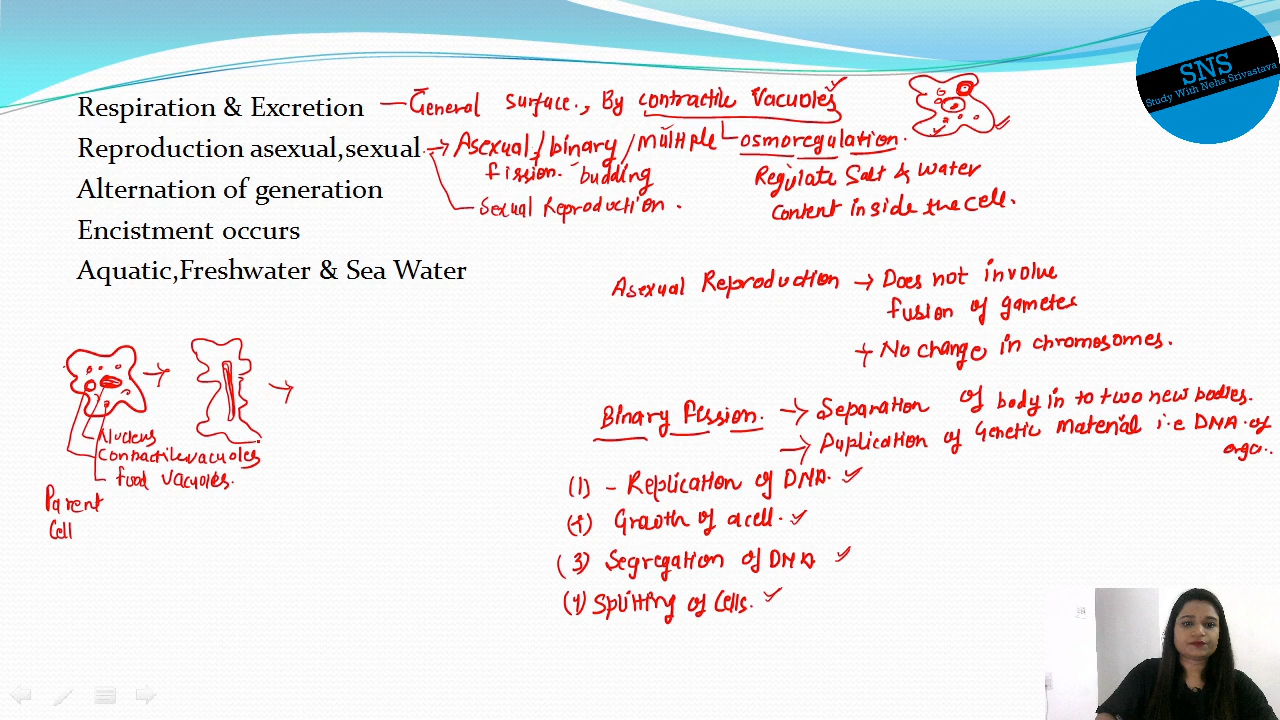 SNS
Study With Neha Srivastava
Respiration & Excretion — General surface., By contractile Vacuoles
Reproduction asexual,sexual → Asexual / binary / multiple osmoregulation.
fission. budding
Sexual Reproduction.
Regulate Salt & water
content inside the cell.
Alternation of generation
Encistment occurs
Aquatic,Freshwater & Sea Water
Asexual Reproduction → Does not involve
fusion of gametes
→ No change in chromosomes.
Binary Fission. → Separation of body in to two new bodies.
→ Duplication of Genetic Material i.e DNA of
orga..
(1) - Replication of DNA.
Growth of a cell.
(3) Segregation of DNA
(4) Splitting of cells.
Nucleus
Contractile vacuoles
food vacuoles.
Parent
Cell